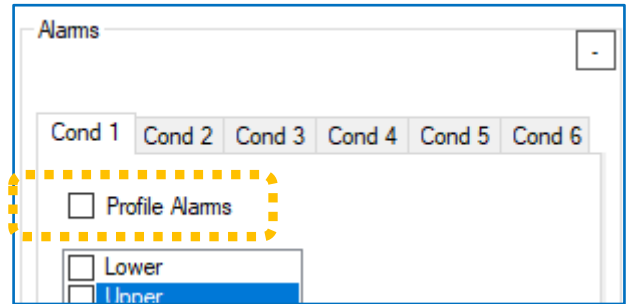 Alarms
-
Cond 1 Cond 2 Cond 3 Cond 4 Cond 5 Cond 6
Profile Alarms
Lower
Upper